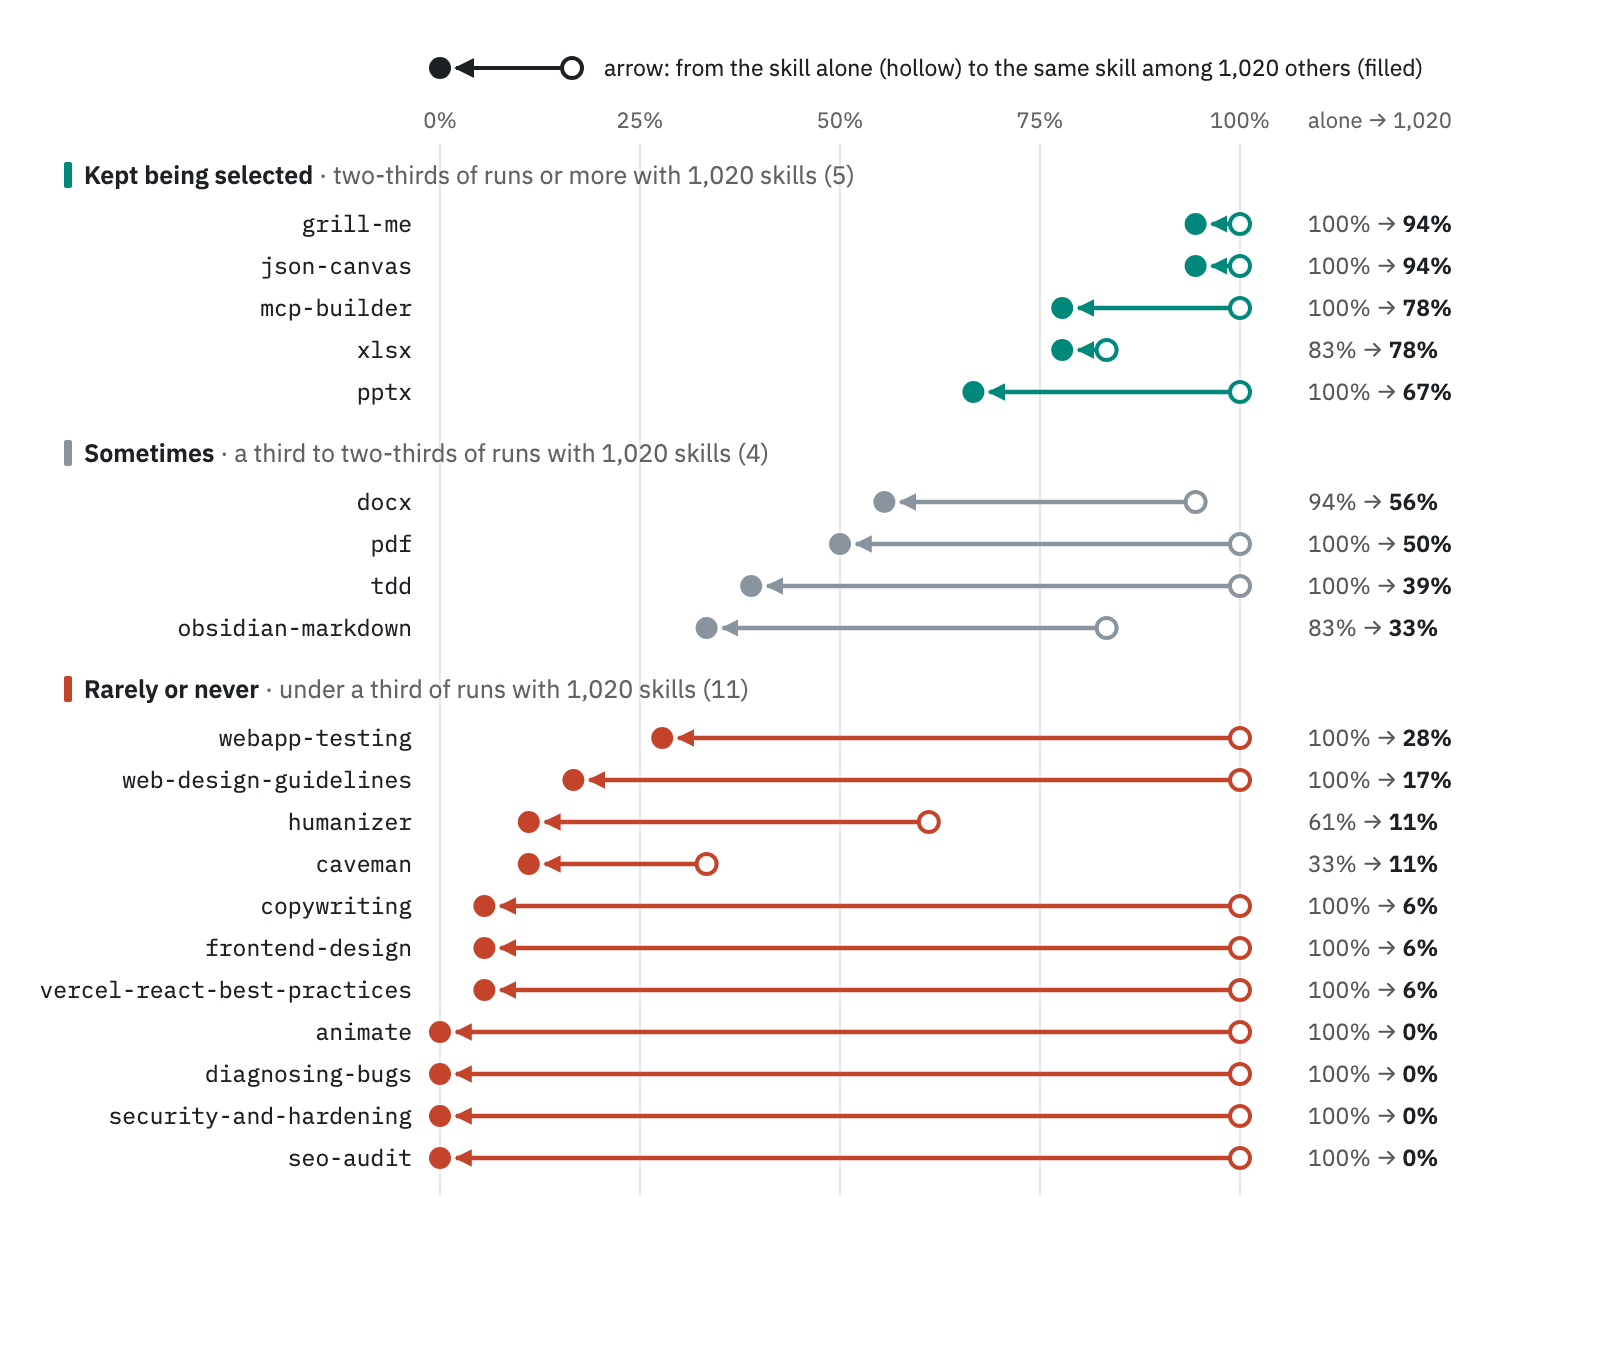 arrow: from the skill alone (hollow) to the same skill among 1,020 others (filled)
0% 25% 50% 75% 100% alone → 1,020
Kept being selected · two-thirds of runs or more with 1,020 skills (5)
grill-me 100% → 94%
json-canvas 100% → 94%
mcp-builder 100% → 78%
xlsx 83% → 78%
pptx 100% → 67%
Sometimes · a third to two-thirds of runs with 1,020 skills (4)
docx 94% → 56%
pdf 100% → 50%
tdd 100% → 39%
obsidian-markdown 83% → 33%
Rarely or never · under a third of runs with 1,020 skills (11)
webapp-testing 100% → 28%
web-design-guidelines 100% → 17%
humanizer 61% → 11%
caveman 33% → 11%
copywriting 100% → 6%
frontend-design 100% → 6%
vercel-react-best-practices 100% → 6%
animate 100% → 0%
diagnosing-bugs 100% → 0%
security-and-hardening 100% → 0%
seo-audit 100% → 0%